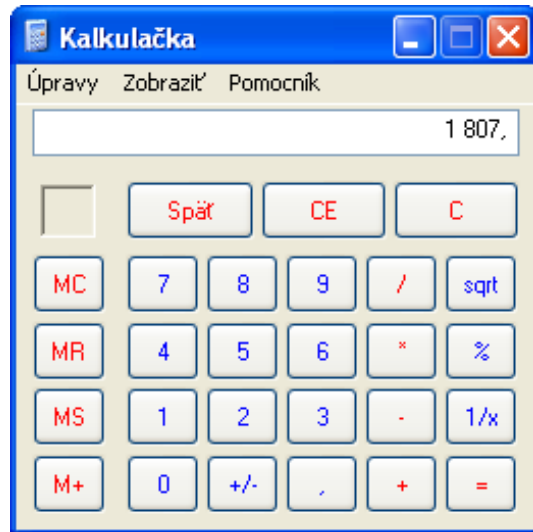 Kalkulačka
Úpravy Zobraziť Pomocník
1 807,
Späť CE C
MC 7 8 9 / sqrt
MR 4 5 6 * %
MS 1 2 3 - 1/x
M+ 0 +/- , + =